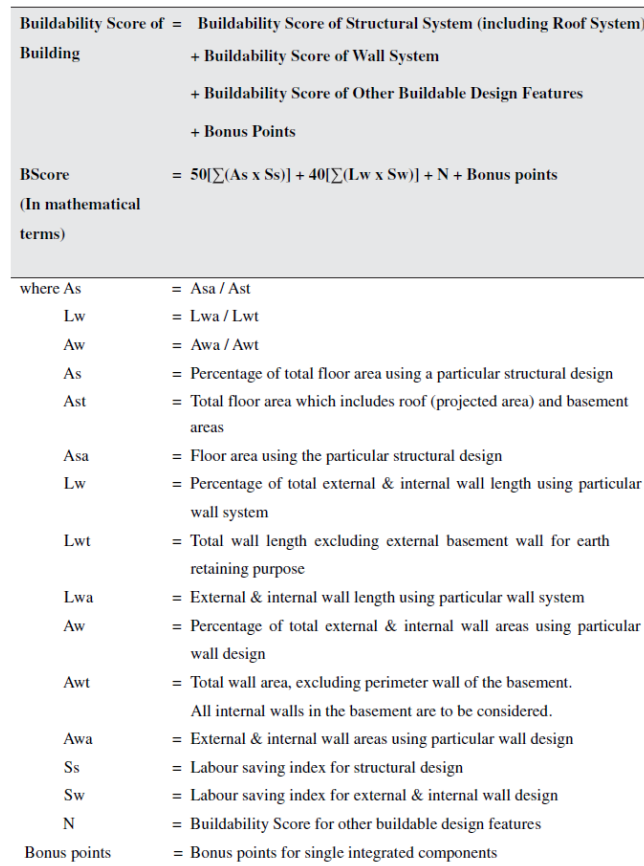 Buildability Score of = Buildability Score of Structural System (including Roof System)
Building + Buildability Score of Wall System
+ Buildability Score of Other Buildable Design Features
+ Bonus Points
BScore = 50[∑(As x Ss)] + 40[∑(Lw x Sw)] + N + Bonus points
(In mathematical
terms)
where As = Asa / Ast
Lw = Lwa / Lwt
Aw = Awa / Awt
As = Percentage of total floor area using a particular structural design
Ast = Total floor area which includes roof (projected area) and basement
areas
Asa = Floor area using the particular structural design
Lw = Percentage of total external & internal wall length using particular
wall system
Lwt = Total wall length excluding external basement wall for earth
retaining purpose
Lwa = External & internal wall length using particular wall system
Aw = Percentage of total external & internal wall areas using particular
wall design
Awt = Total wall area, excluding perimeter wall of the basement.
All internal walls in the basement are to be considered.
Awa = External & internal wall areas using particular wall design
Ss = Labour saving index for structural design
Sw = Labour saving index for external & internal wall design
N = Buildability Score for other buildable design features
Bonus points = Bonus points for single integrated components